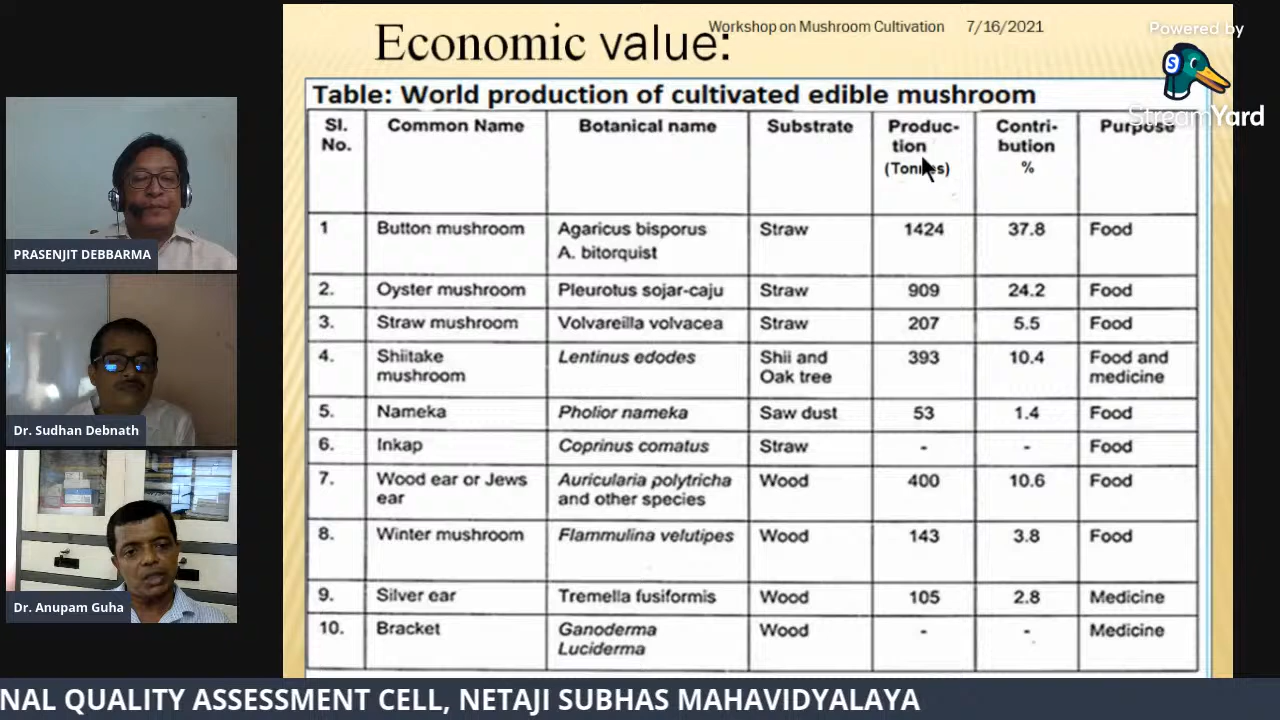 Workshop on Mushroom Cultivation 7/16/2021
Powered by
S
StreamYard
Economic value:
Table: World production of cultivated edible mushroom
Sl. No. Common Name Botanical name Substrate Produc-tion (Tonnes) Contri-bution % Purpose
1 Button mushroom Agaricus bisporus A. bitorquist Straw 1424 37.8 Food
2. Oyster mushroom Pleurotus sojar-caju Straw 909 24.2 Food
3. Straw mushroom Volvareilla volvacea Straw 207 5.5 Food
4. Shiitake mushroom Lentinus edodes Shii and Oak tree 393 10.4 Food and medicine
5. Nameka Pholior nameka Saw dust 53 1.4 Food
6. Inkap Coprinus comatus Straw - - Food
7. Wood ear or Jews ear Auricularia polytricha and other species Wood 400 10.6 Food
8. Winter mushroom Flammulina velutipes Wood 143 3.8 Food
9. Silver ear Tremella fusiformis Wood 105 2.8 Medicine
10. Bracket Ganoderma Luciderma Wood - - Medicine
PRASENJIT DEBBARMA
Dr. Sudhan Debnath
Dr. Anupam Guha
NAL QUALITY ASSESSMENT CELL, NETAJI SUBHAS MAHAVIDYALAYA